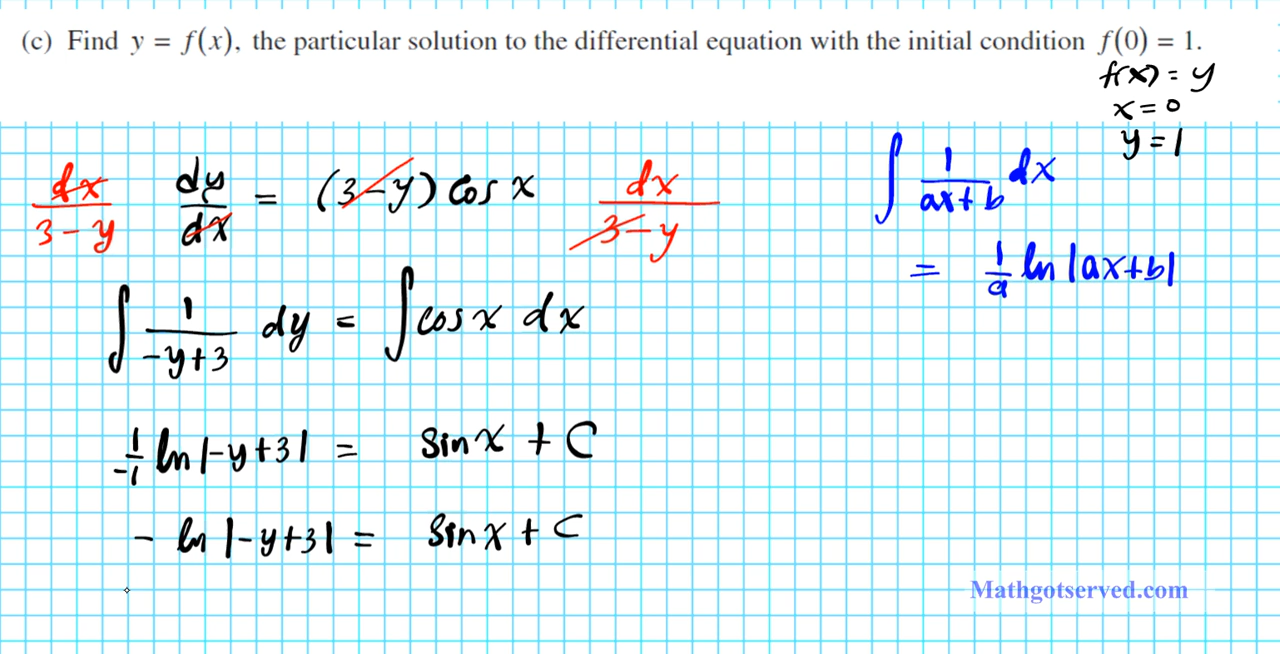 (c) Find y = f(x), the particular solution to the differential equation with the initial condition f(0) = 1.
f(x) = y
x = 0
y = 1
dx/(3 - y) dy/dx = (3 - y) cos x dx/(3 - y)
∫ 1/(ax + b) dx
= 1/a ln |ax + b|
∫ 1/(-y + 3) dy = ∫ cos x dx
1/-1 ln |-y + 3| = sin x + C
- ln |-y + 3| = sin x + C
Mathgotserved.com